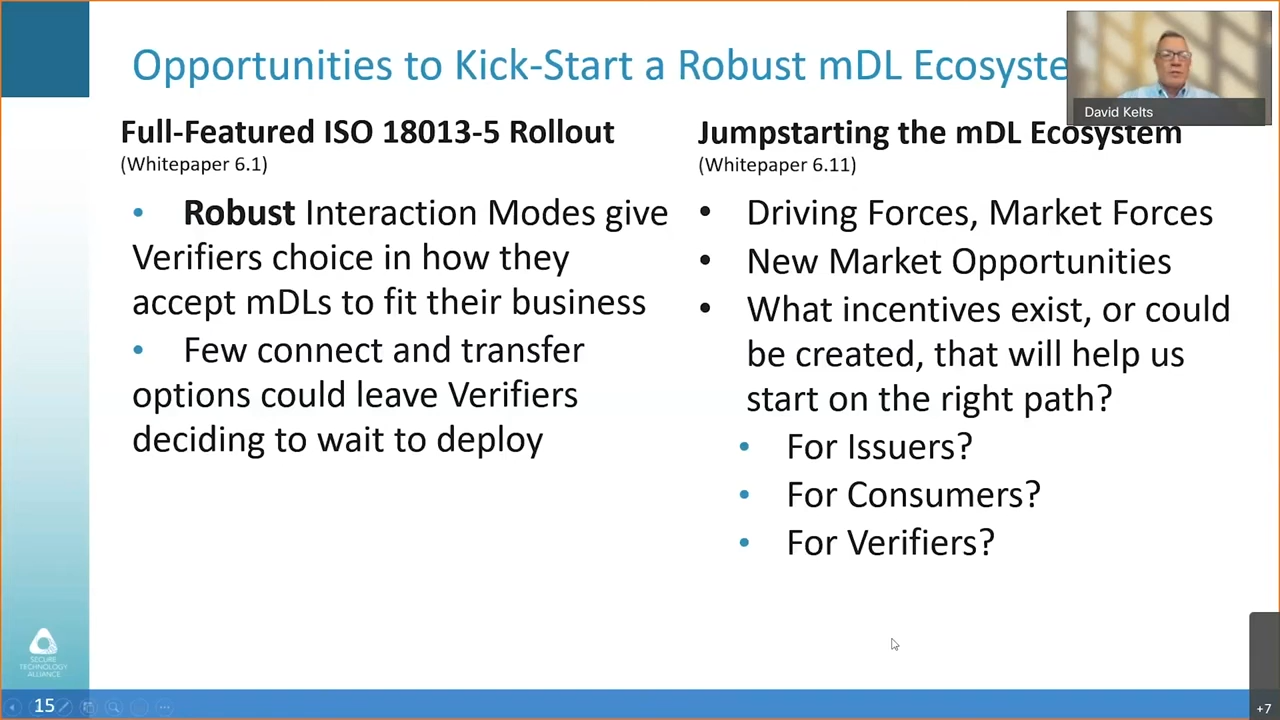 Opportunities to Kick-Start a Robust mDL Ecosyste
David Kelts
Full-Featured ISO 18013-5 Rollout
(Whitepaper 6.1)
• Robust Interaction Modes give
Verifiers choice in how they
accept mDLs to fit their business
• Few connect and transfer
options could leave Verifiers
deciding to wait to deploy
Jumpstarting the mDL Ecosystem
(Whitepaper 6.11)
• Driving Forces, Market Forces
• New Market Opportunities
• What incentives exist, or could
be created, that will help us
start on the right path?
• For Issuers?
• For Consumers?
• For Verifiers?
SECURE
TECHNOLOGY
ALLIANCE
15
+7